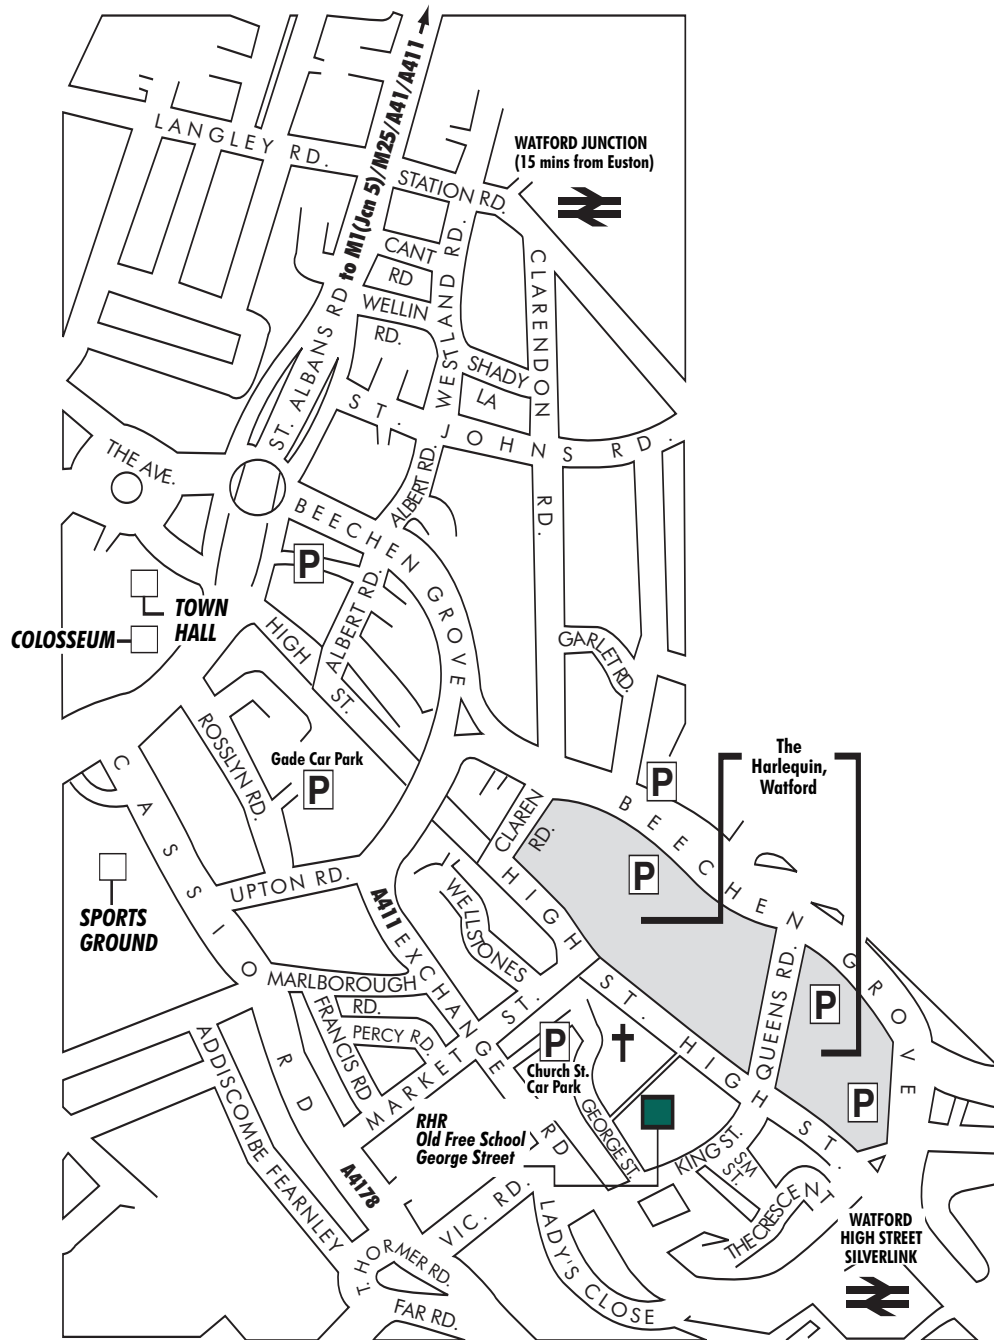 to M1(Jcn 5)/M25/A41/A411
LANGLEY RD.
WATFORD JUNCTION
(15 mins from Euston)
STATION RD.
CANT
RD
WELLIN
RD.
WESTLAND RD.
CLARENDON
RD.
ST. ALBANS RD
SHADY
LA
ST. JOHNS RD.
THE AVE.
ALBERT RD.
BEECHEN GROVE
P
ALBERT RD.
TOWN
HALL
COLOSSEUM
HIGH
ST.
GARLET RD.
ROSSLYN RD.
Gade Car Park
P
The
Harlequin,
Watford
P
CASSIO
RD
CLAREN
RD.
BEECHEN GROVE
P
UPTON RD.
A411
EXCHANGE
RD
WELLSTONES
HIGH ST.
SPORTS
GROUND
MARLBOROUGH
RD.
FRANCIS RD
PERCY RD.
MARKET ST.
QUEENS RD.
P
P
Church St.
Car Park
HIGH ST.
P
ADDISCOMBE
FEARNLEY
RHR
Old Free School
George Street
GEORGE ST.
KING ST.
SM
ST.
THE CRESCENT
A4178
VIC. RD.
LADY'S CLOSE
T. HO
RMER RD.
FAR RD.
WATFORD
HIGH STREET
SILVERLINK